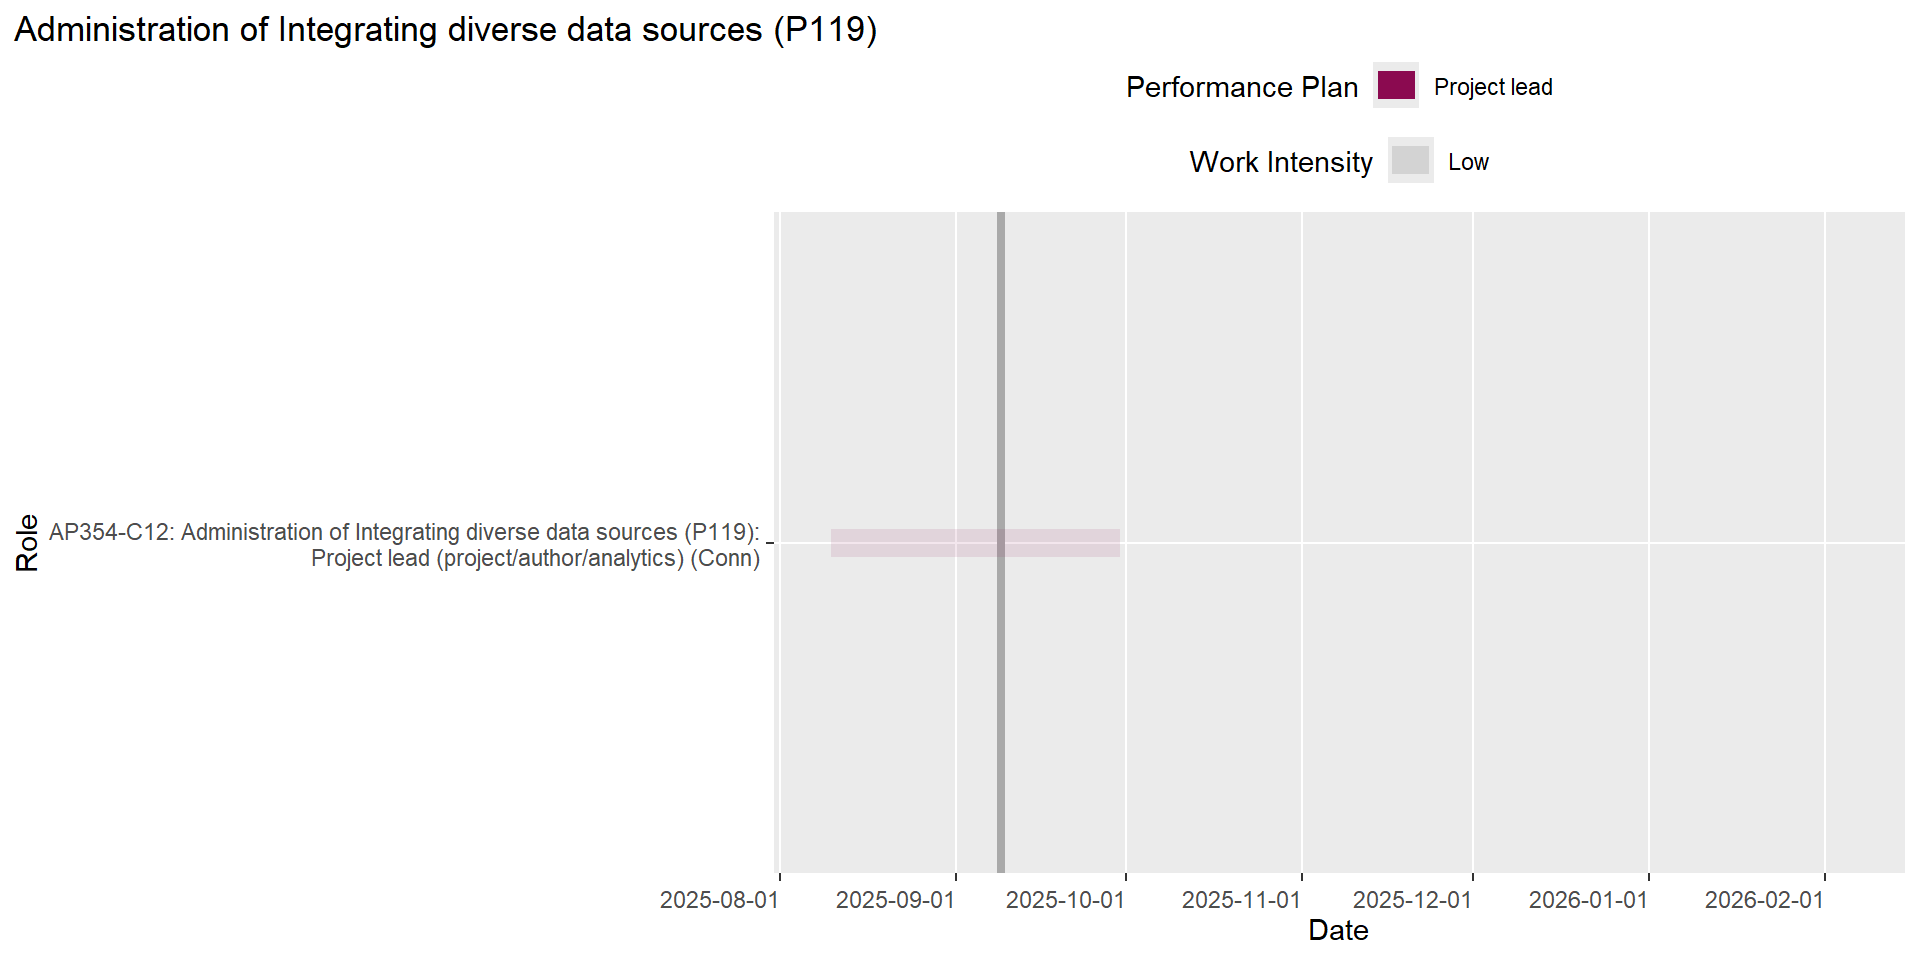 Administration of Integrating diverse data sources (P119)
Performance Plan
Project lead
Work Intensity
Low
Role
AP354-C12: Administration of Integrating diverse data sources (P119):
Project lead (project/author/analytics) (Conn)
2025-08-01
2025-09-01
2025-10-01
2025-11-01
2025-12-01
2026-01-01
2026-02-01
Date